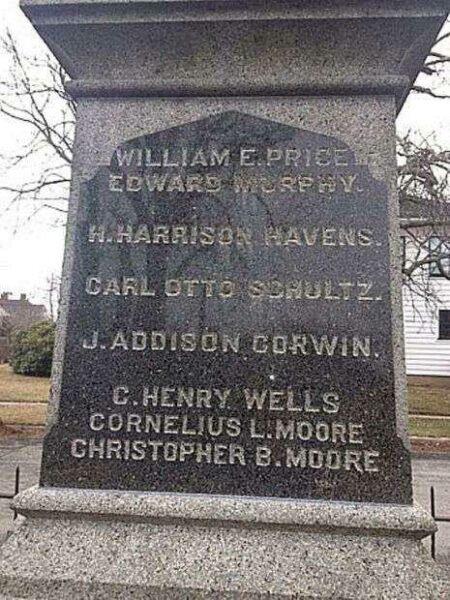 WILLIAM E. PRICE
EDWARD MURPHY.
H. HARRISON HAVENS.
CARL OTTO SCHULTZ.
J. ADDISON CORWIN.
C. HENRY WELLS
CORNELIUS L. MOORE
CHRISTOPHER B. MOORE